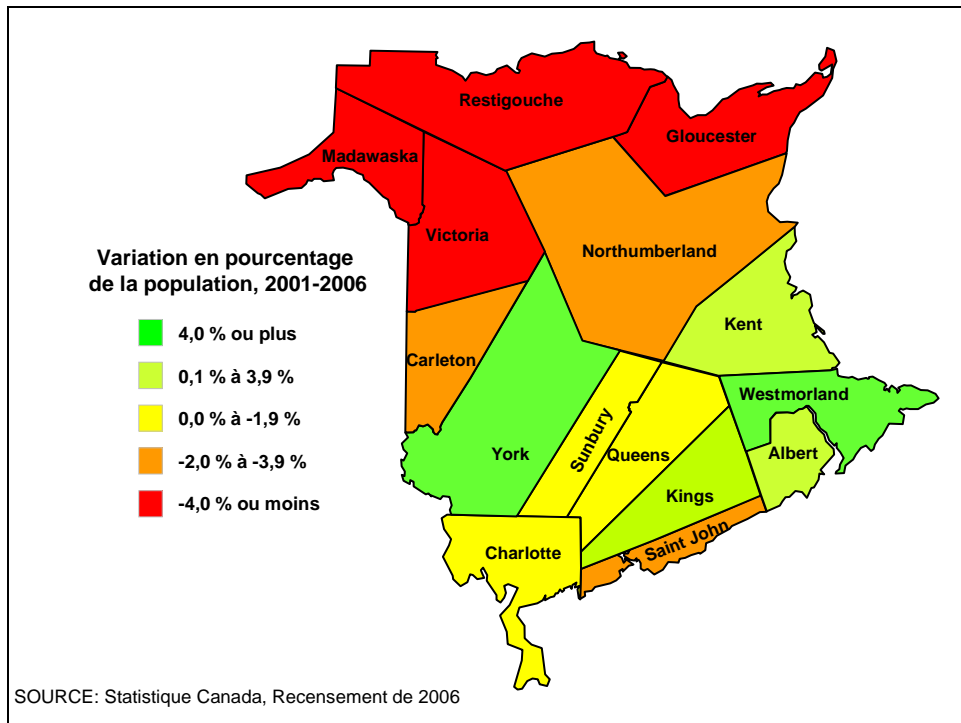 Restigouche
Gloucester
Madawaska
Victoria
Northumberland
Variation en pourcentage
de la population, 2001-2006
4,0 % ou plus
0,1 % à 3,9 %
0,0 % à -1,9 %
-2,0 % à -3,9 %
-4,0 % ou moins
Kent
Carleton
Westmorland
York
Sunbury
Queens
Albert
Kings
Saint John
Charlotte
SOURCE: Statistique Canada, Recensement de 2006